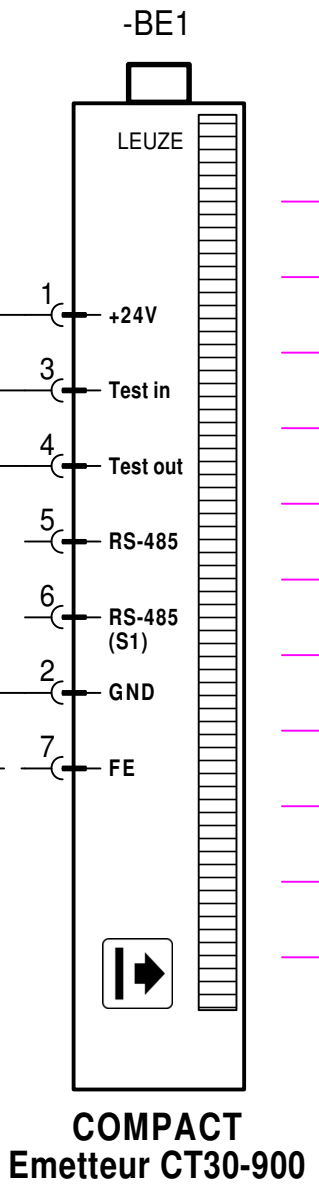 -BE1
LEUZE
1
+24V
3
Test in
4
Test out
5
RS-485
6
RS-485
(S1)
2
GND
7
FE
COMPACT
Emetteur CT30-900